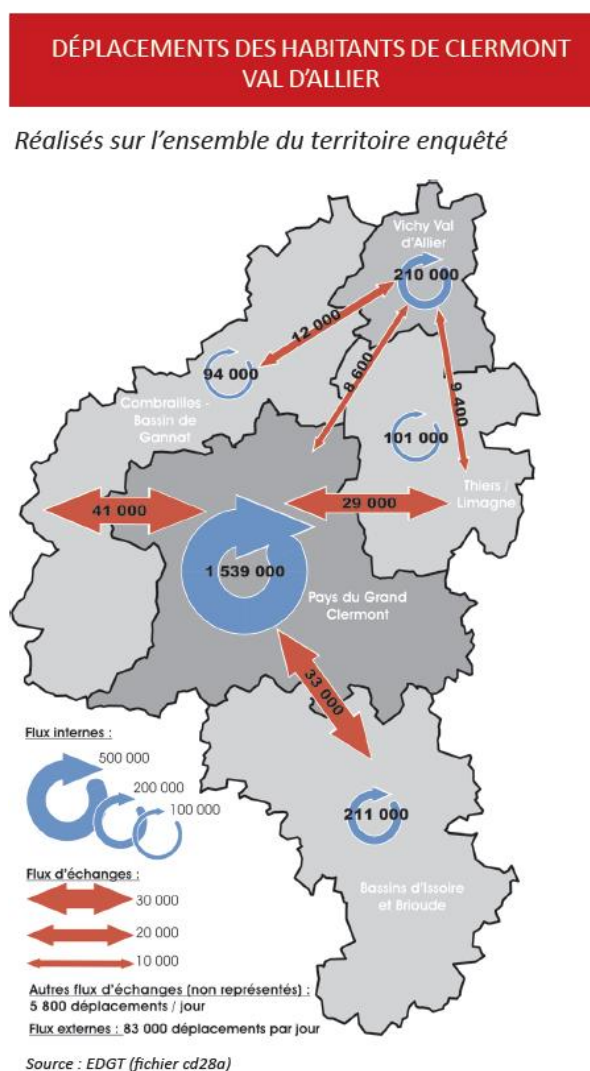 DÉPLACEMENTS DES HABITANTS DE CLERMONT
VAL D'ALLIER
Réalisés sur l'ensemble du territoire enquêté
Vichy Val
d'Allier
210 000
12 000
8 600
9 400
94 000
Combrailles -
Bassin de
Gannat
101 000
Thiers /
Limagne
41 000
29 000
1 539 000
Pays du Grand
Clermont
33 000
Flux internes :
500 000
200 000
100 000
211 000
Bassins d'Issoire
et Brioude
Flux d'échanges :
30 000
20 000
10 000
Autres flux d'échanges (non représentés) :
5 800 déplacements / jour
Flux externes : 83 000 déplacements par jour
Source : EDGT (fichier cd28a)